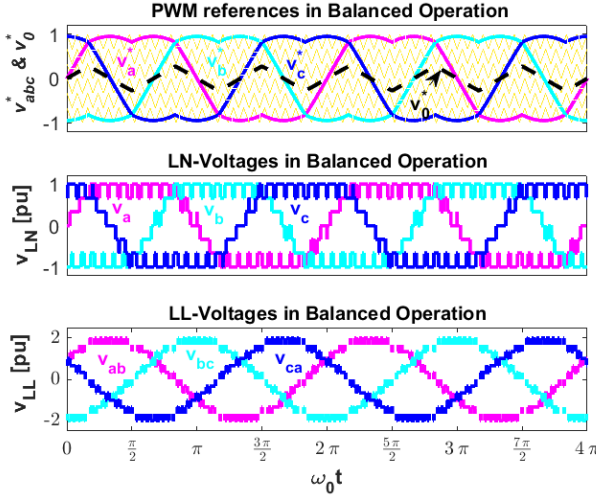 PWM references in Balanced Operation
v*abc & v*0
1
0
-1
v*a
v*b
v*c
v*0
LN-Voltages in Balanced Operation
vLN [pu]
1
0
-1
va
vb
vc
LL-Voltages in Balanced Operation
vLL [pu]
2
0
-2
vab
vbc
vca
0 π/2 π 3π/2 2π 5π/2 3π 7π/2 4π
ω0t